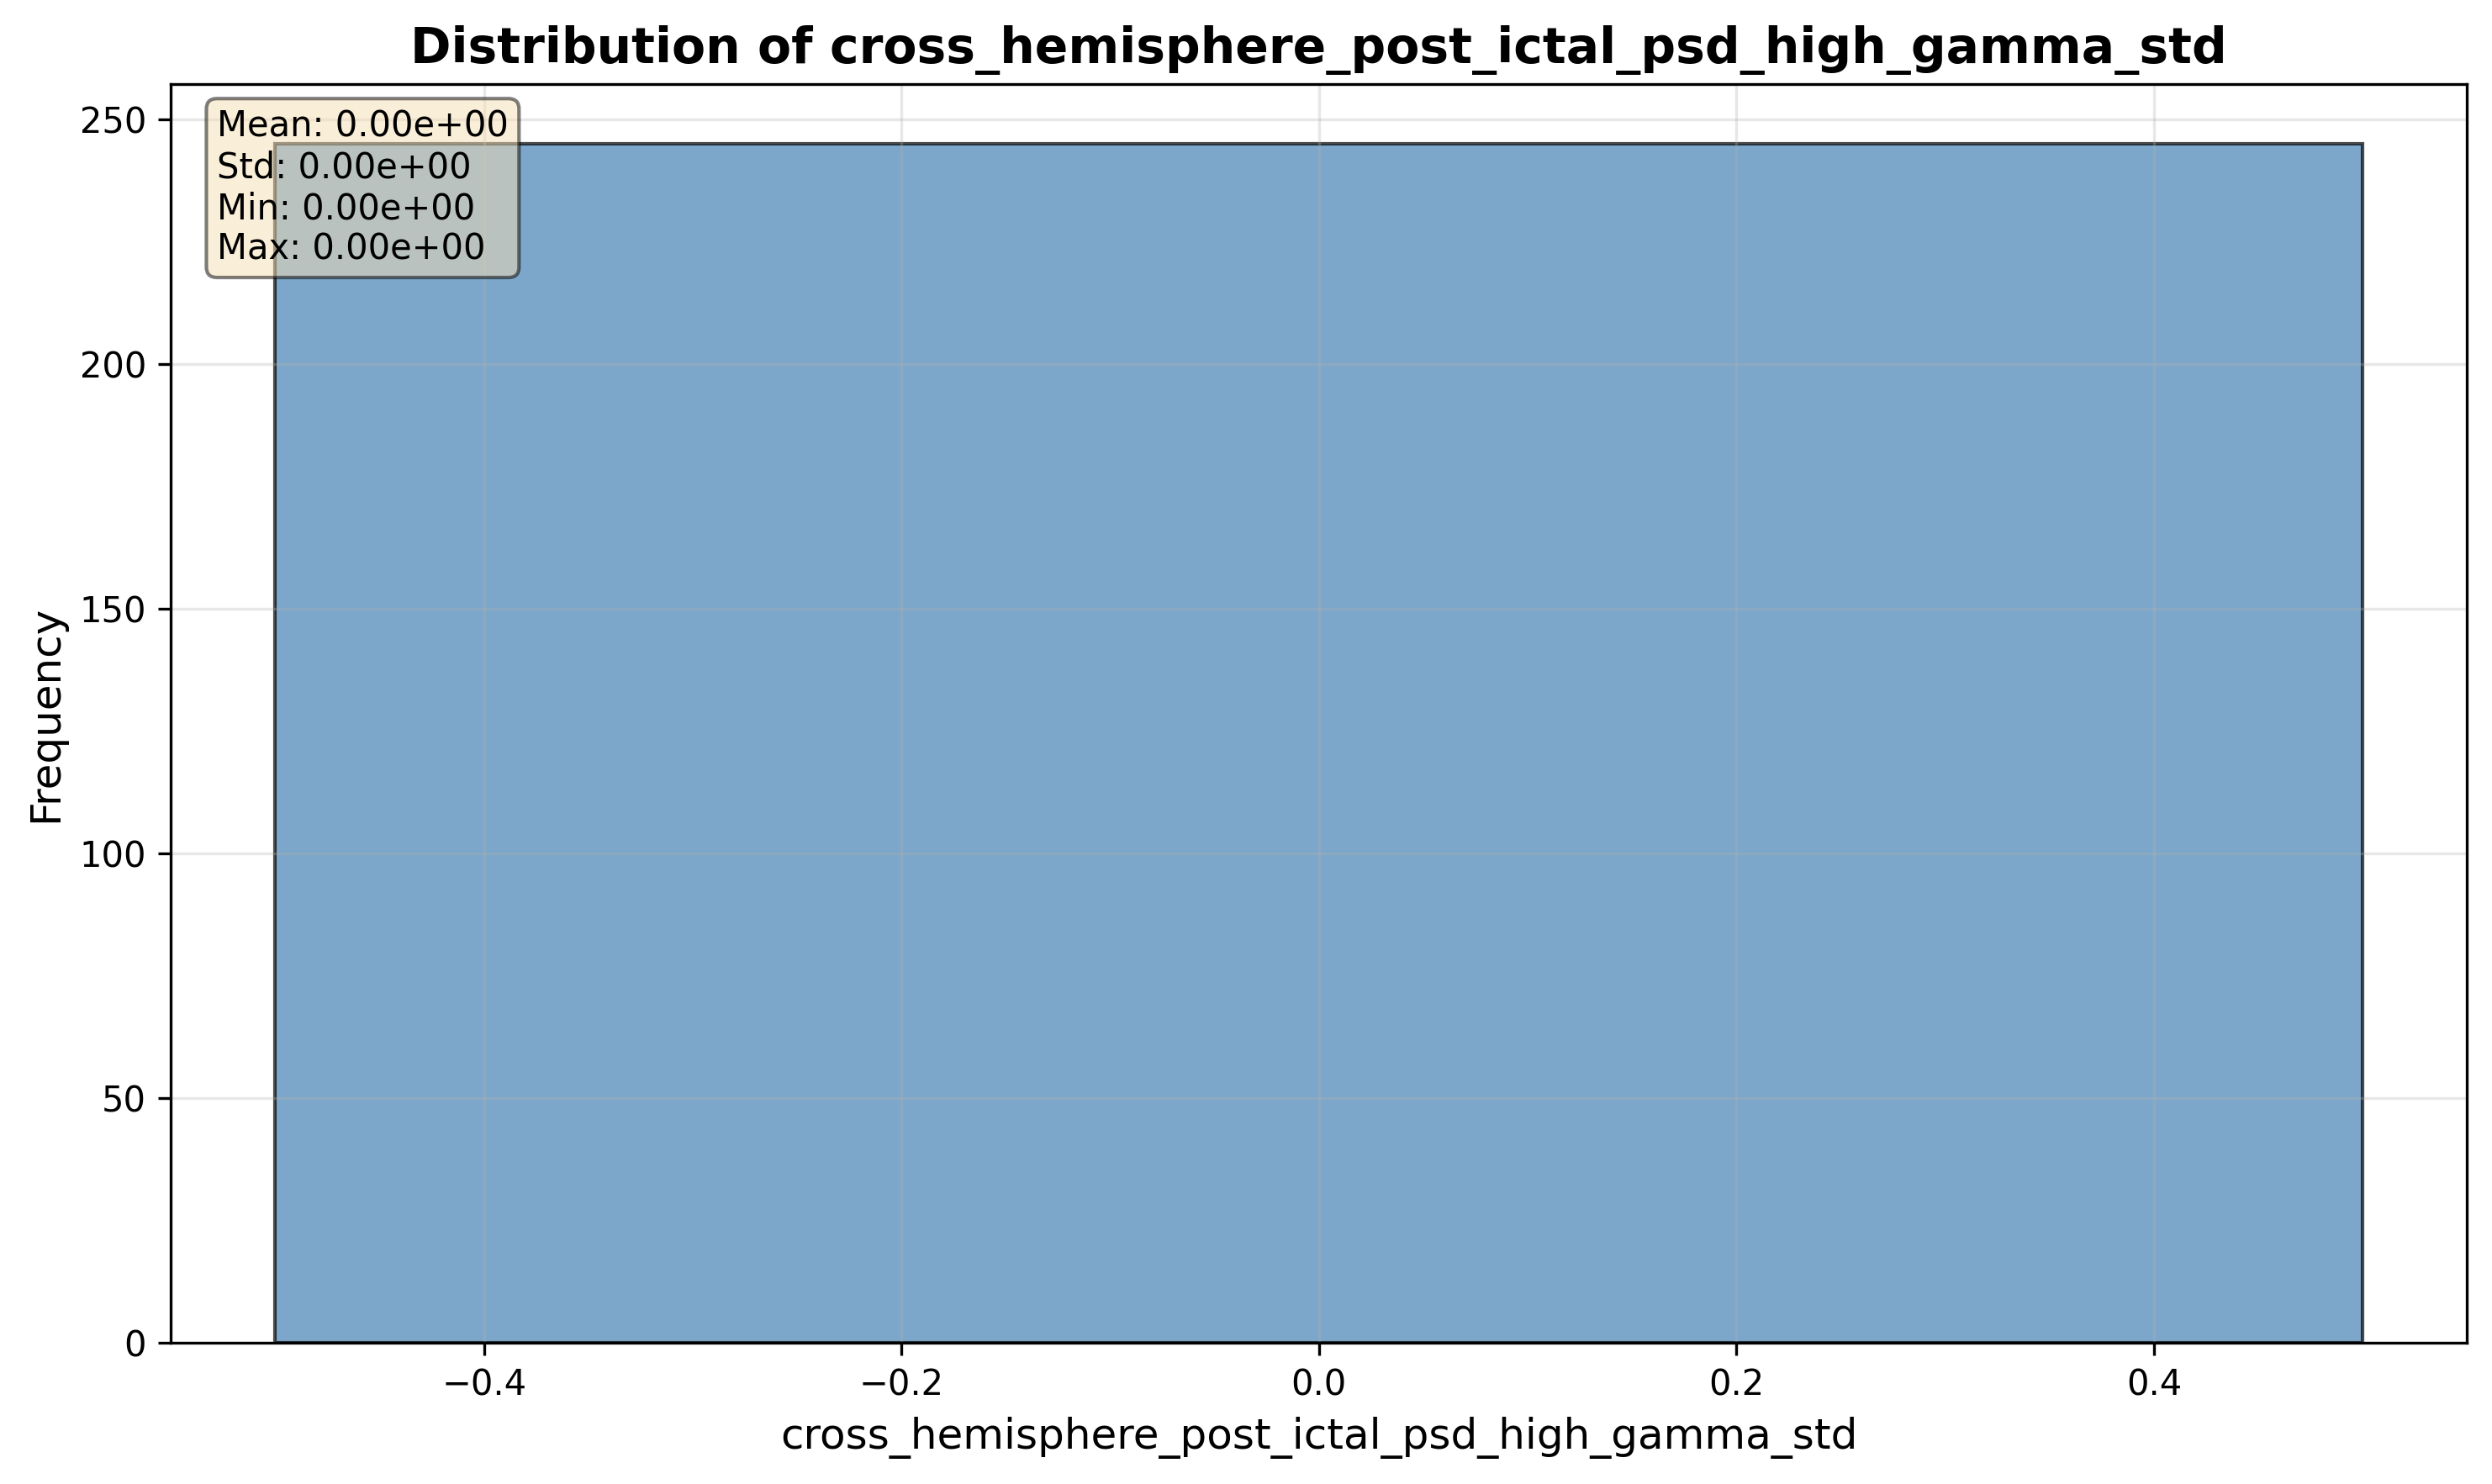 Distribution of cross_hemisphere_post_ictal_psd_high_gamma_std
Mean: 0.00e+00
Std: 0.00e+00
Min: 0.00e+00
Max: 0.00e+00
250
200
150
100
50
0
Frequency
−0.4
−0.2
0.0
0.2
0.4
cross_hemisphere_post_ictal_psd_high_gamma_std